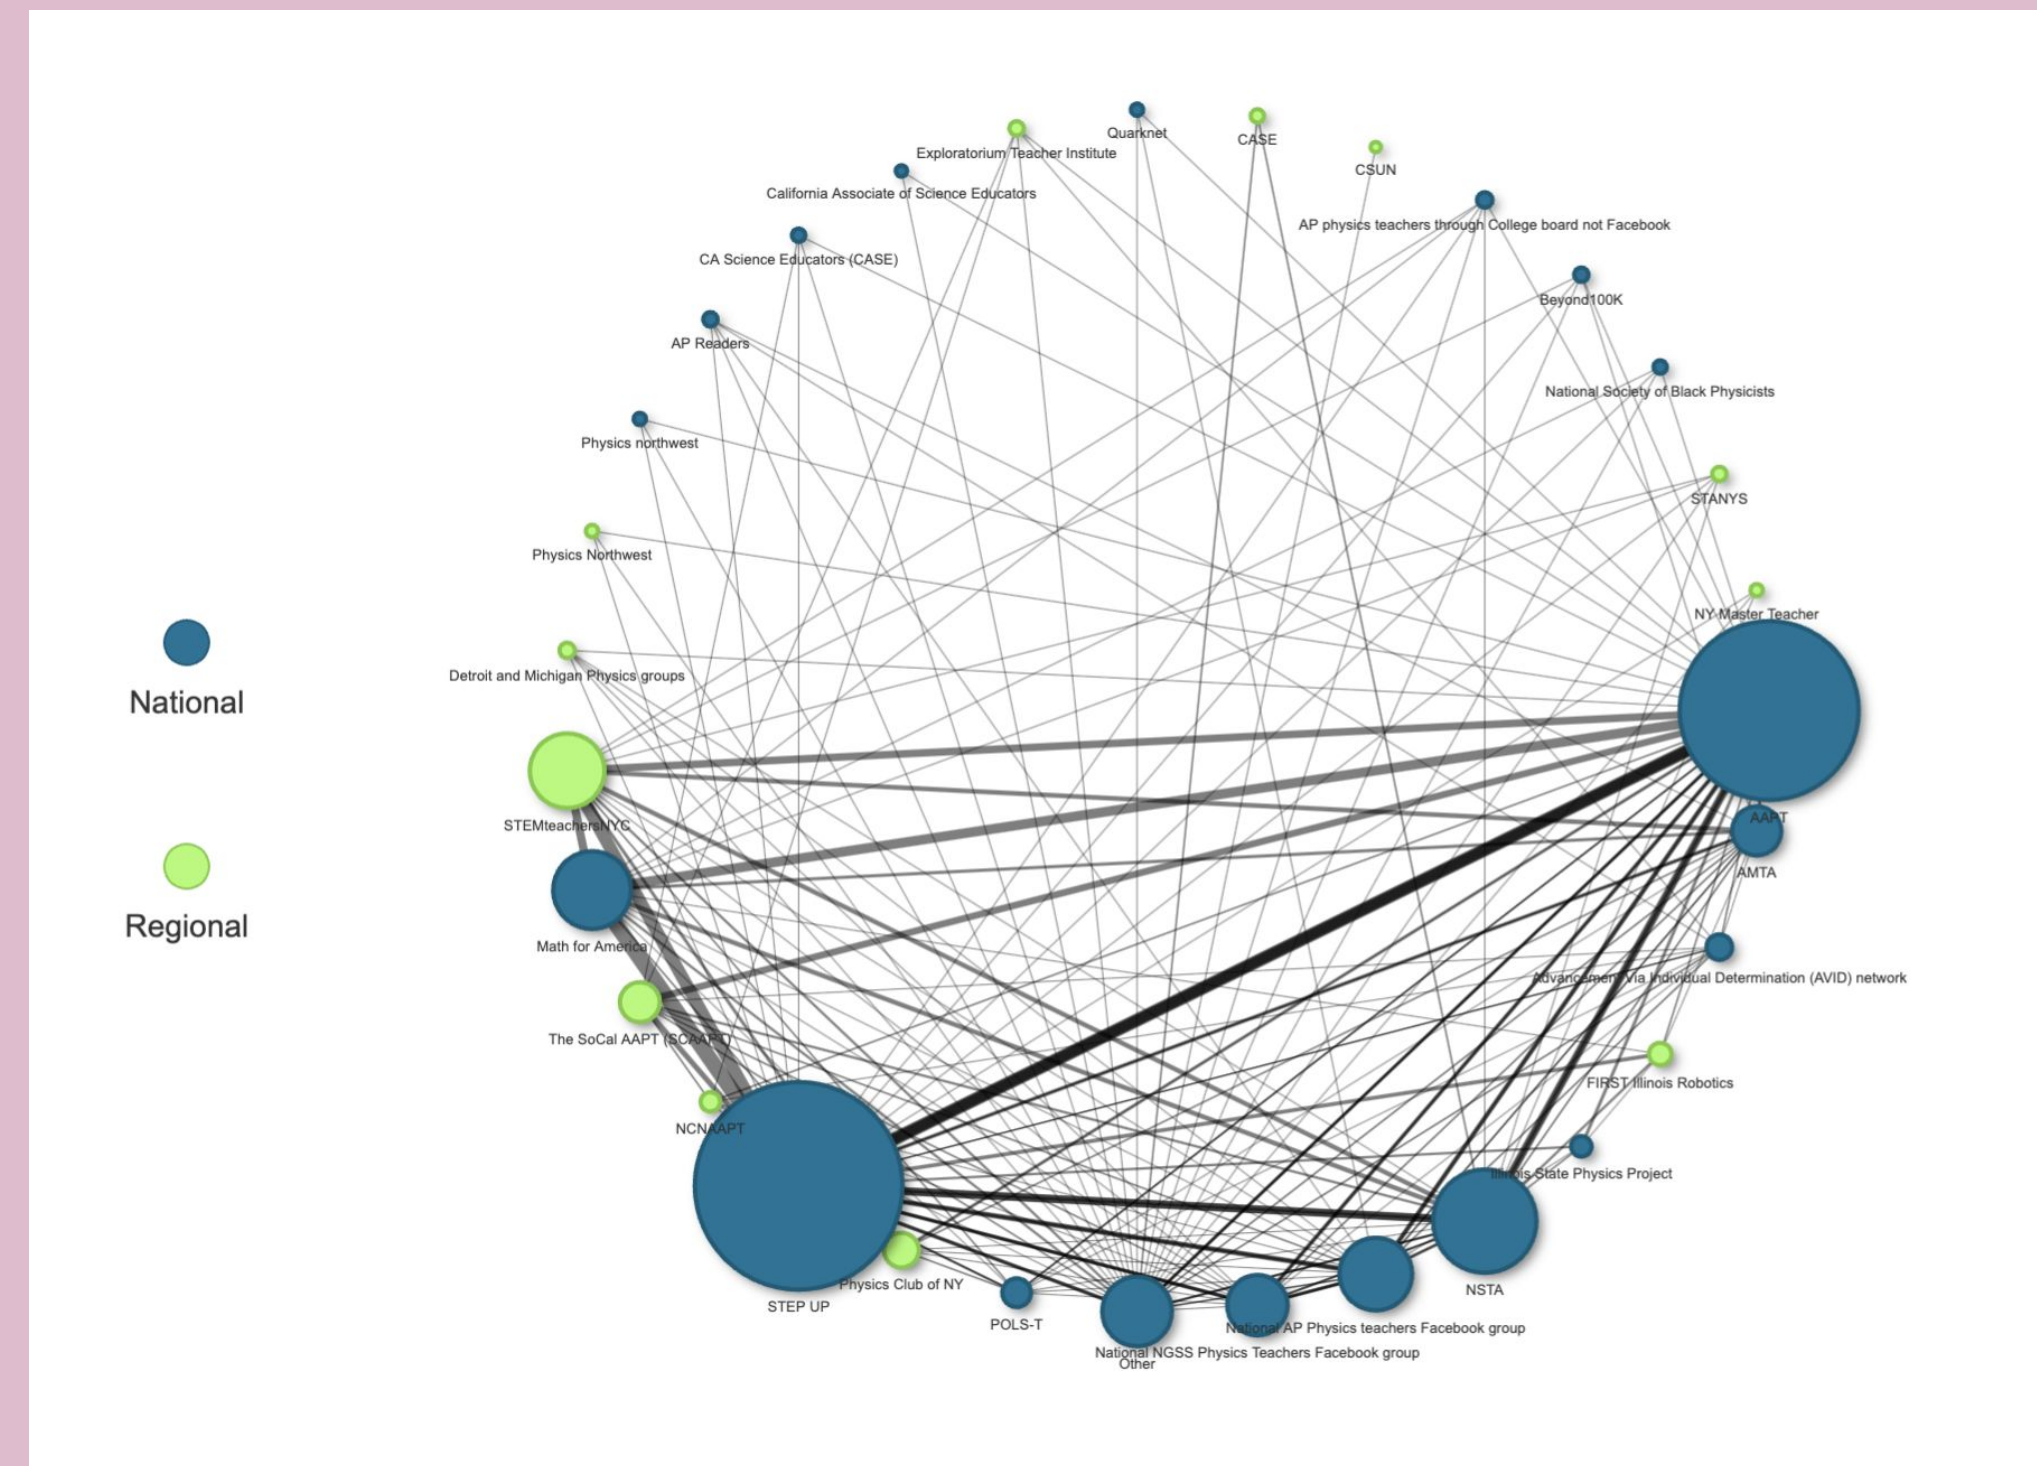 Quarknet
CASE
Exploratorium Teacher Institute
CSUN
California Associate of Science Educators
AP physics teachers through College board not Facebook
CA Science Educators (CASE)
Beyond100K
AP Readers
National Society of Black Physicists
Physics northwest
STANYS
Physics Northwest
NY Master Teacher
Detroit and Michigan Physics groups
National
AAPT
STEMteachersNYC
AMTA
Regional
Math for America
Advancement Via Individual Determination (AVID) network
The SoCal AAPT (SCAAPT)
FIRST Illinois Robotics
NCNAAPT
Illinois State Physics Project
Physics Club of NY
NSTA
STEP UP
POLS-T
National AP Physics teachers Facebook group
National NGSS Physics Teachers Facebook group
Other